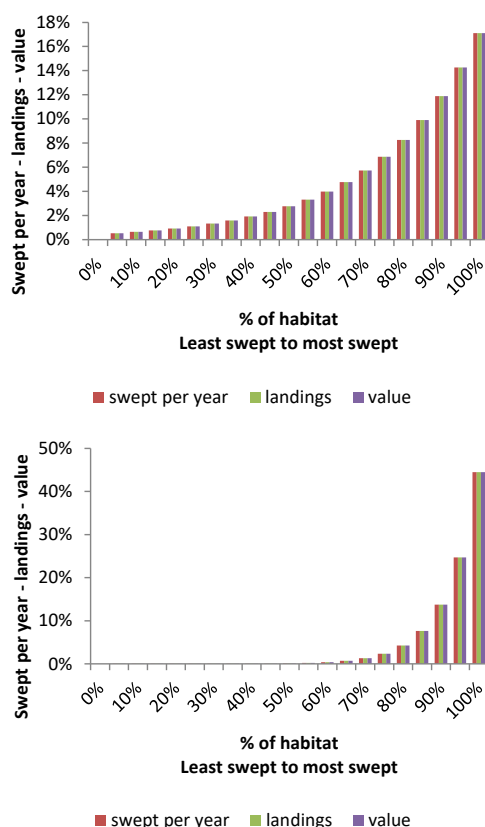 18%
16%
14%
12%
10%
8%
6%
4%
2%
0%
Swept per year - landings - value
0% 10% 20% 30% 40% 50% 60% 70% 80% 90% 100%
% of habitat
Least swept to most swept
swept per year landings value
50%
40%
30%
20%
10%
0%
Swept per year - landings - value
0% 10% 20% 30% 40% 50% 60% 70% 80% 90% 100%
% of habitat
Least swept to most swept
swept per year landings value